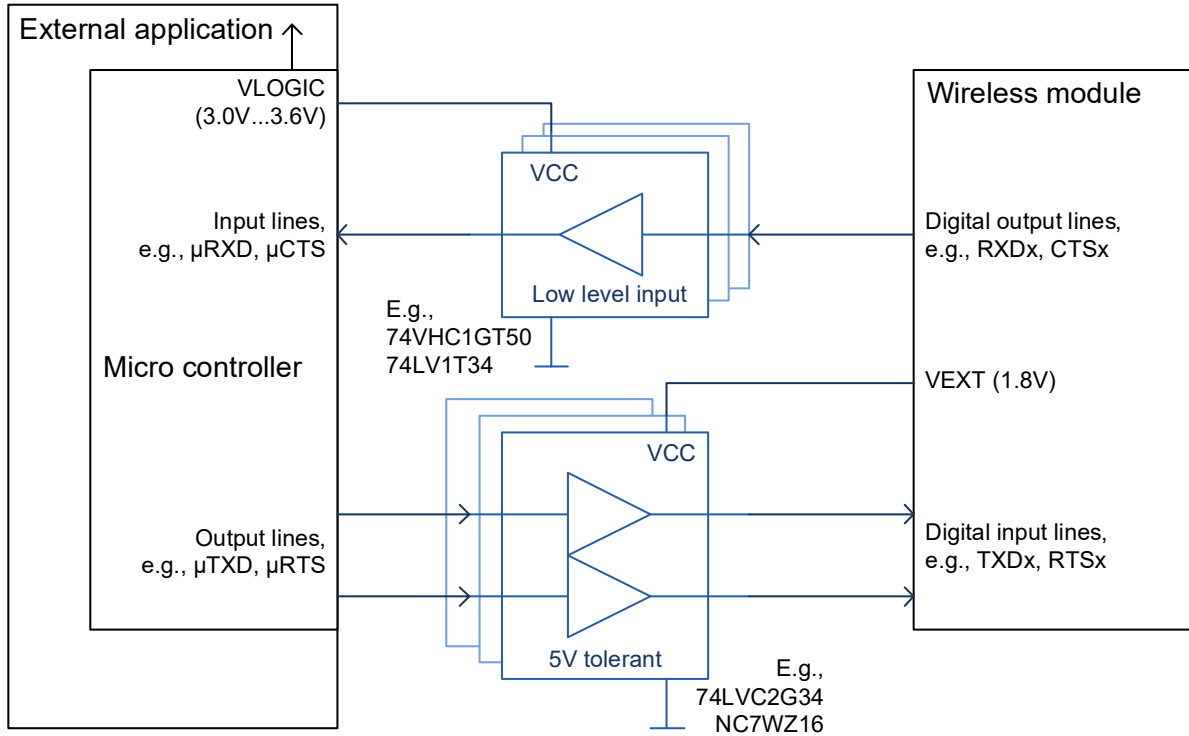 External application
VLOGIC
(3.0V...3.6V)
Wireless module
VCC
Input lines,
e.g., µRXD, µCTS
Digital output lines,
e.g., RXDx, CTSx
Low level input
E.g.,
74VHC1GT50
74LV1T34
Micro controller
VEXT (1.8V)
VCC
Output lines,
e.g., µTXD, µRTS
Digital input lines,
e.g., TXDx, RTSx
5V tolerant
E.g.,
74LVC2G34
NC7WZ16